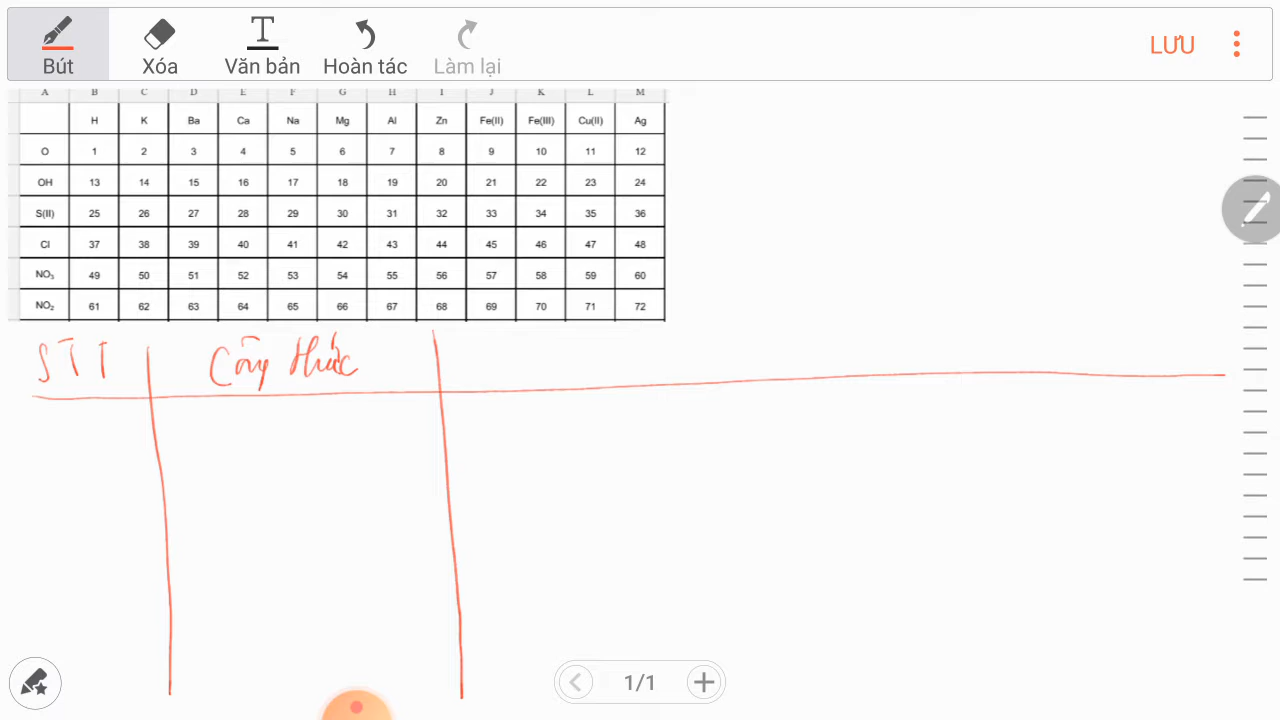 Bút Xóa Văn bản Hoàn tác Làm lại LƯU
A B C D E F G H I J K L M
H K Ba Ca Na Mg Al Zn Fe(II) Fe(III) Cu(II) Ag
O 1 2 3 4 5 6 7 8 9 10 11 12
OH 13 14 15 16 17 18 19 20 21 22 23 24
S(II) 25 26 27 28 29 30 31 32 33 34 35 36
Cl 37 38 39 40 41 42 43 44 45 46 47 48
NO₃ 49 50 51 52 53 54 55 56 57 58 59 60
NO₂ 61 62 63 64 65 66 67 68 69 70 71 72
STT Công thức
1/1